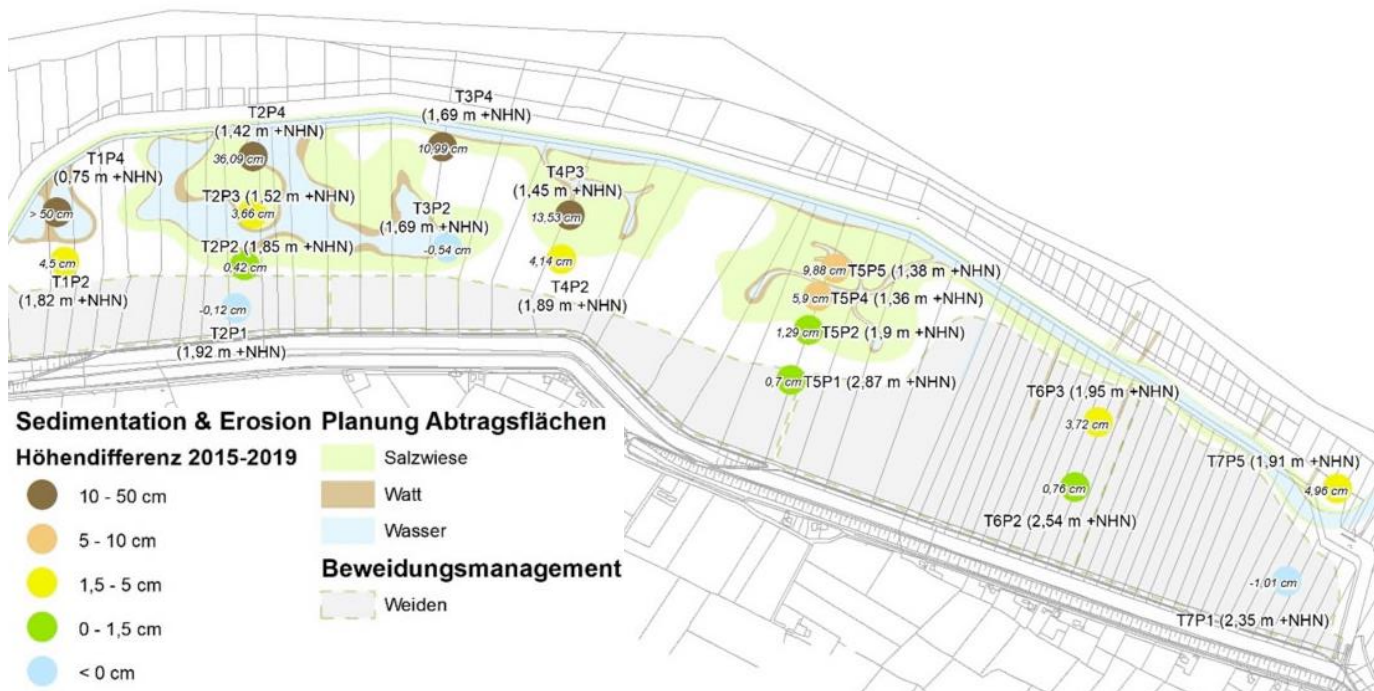 T1P4
(0,75 m +NHN)
> 50 cm
4,5 cm
T1P2
(1,82 m +NHN)
T2P4
(1,42 m +NHN)
36,09 cm
T2P3 (1,52 m +NHN)
3,66 cm
T2P2 (1,85 m +NHN)
0,42 cm
-0,12 cm
T2P1
(1,92 m +NHN)
T3P4
(1,69 m +NHN)
10,99 cm
T3P2
(1,69 m +NHN)
-0,54 cm
T4P3
(1,45 m +NHN)
13,53 cm
4,14 cm
T4P2
(1,89 m +NHN)
9,88 cm T5P5 (1,38 m +NHN)
5,9 cm T5P4 (1,36 m +NHN)
1,29 cm T5P2 (1,9 m +NHN)
0,7 cm T5P1 (2,87 m +NHN)
T6P3 (1,95 m +NHN)
3,72 cm
0,76 cm
T6P2 (2,54 m +NHN)
T7P5 (1,91 m +NHN)
4,96 cm
-1,01 cm
T7P1 (2,35 m +NHN)
Sedimentation & Erosion
Höhendifferenz 2015-2019
10 - 50 cm
5 - 10 cm
1,5 - 5 cm
0 - 1,5 cm
< 0 cm
Planung Abtragsflächen
Salzwiese
Watt
Wasser
Beweidungsmanagement
Weiden